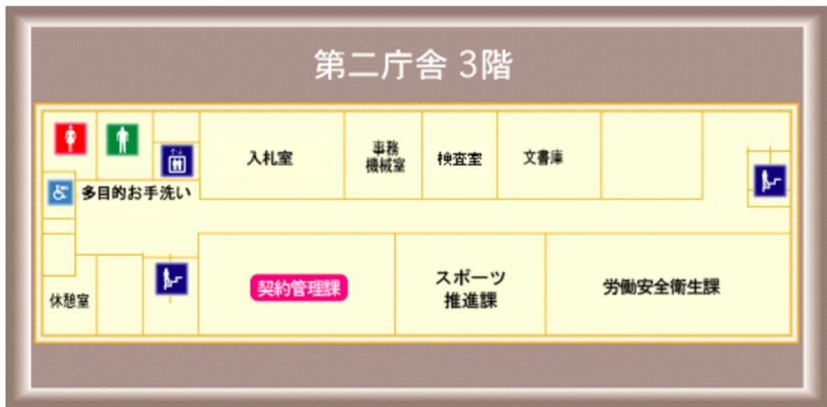 第二庁舎 3階
入札室
事務
機械室
検査室
文書庫
多目的お手洗い
休憩室
契約管理課
スポーツ
推進課
労働安全衛生課